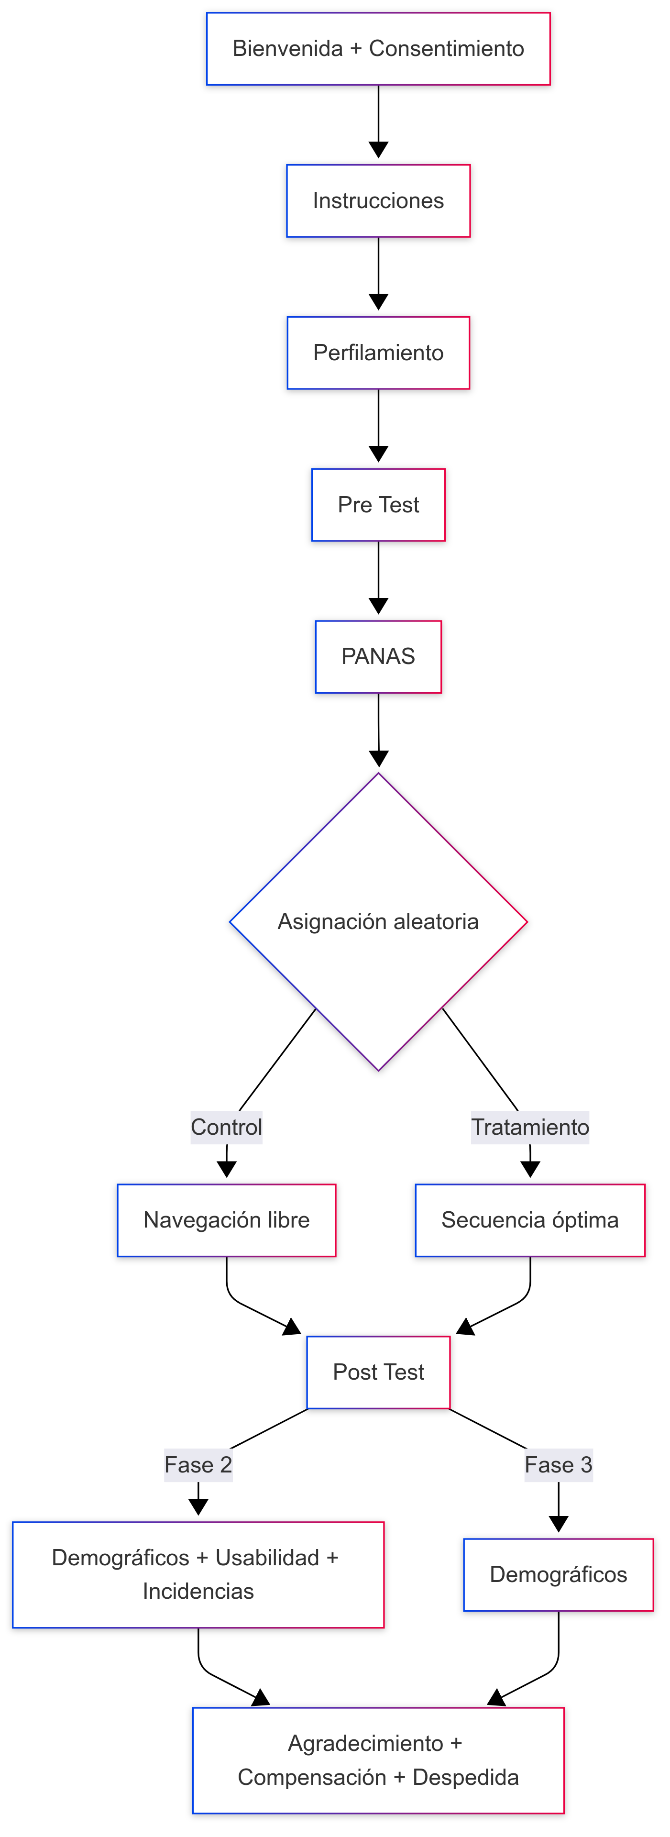 Bienvenida + Consentimiento
Instrucciones
Perfilamiento
Pre Test
PANAS
Asignación aleatoria
Control
Tratamiento
Navegación libre
Secuencia óptima
Post Test
Fase 2
Fase 3
Demográficos + Usabilidad +
Incidencias
Demográficos
Agradecimiento +
Compensación + Despedida